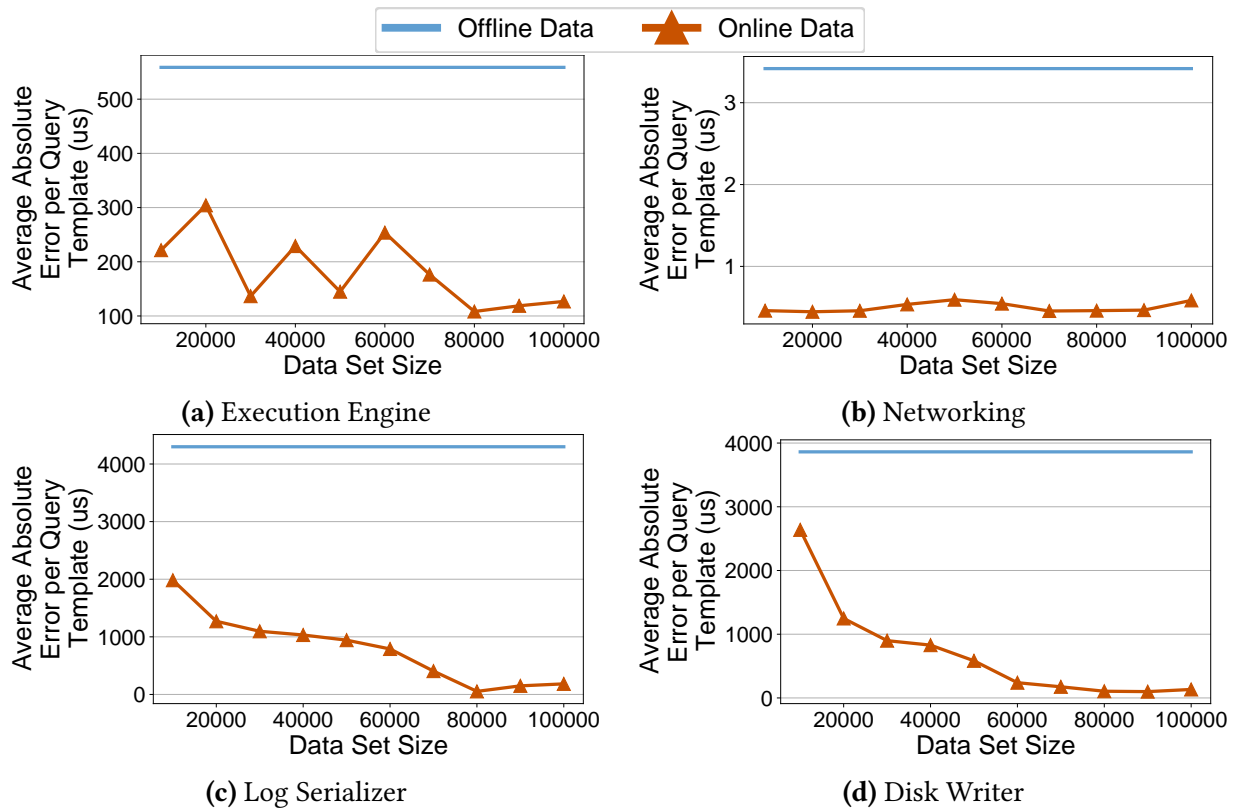 Offline Data Online Data
Average Absolute
Error per Query
Template (us)
500
400
300
200
100
20000 40000 60000 80000 100000
Data Set Size
(a) Execution Engine
Average Absolute
Error per Query
Template (us)
3
2
1
20000 40000 60000 80000 100000
Data Set Size
(b) Networking
Average Absolute
Error per Query
Template (us)
4000
3000
2000
1000
0
20000 40000 60000 80000 100000
Data Set Size
(c) Log Serializer
Average Absolute
Error per Query
Template (us)
4000
3000
2000
1000
0
20000 40000 60000 80000 100000
Data Set Size
(d) Disk Writer